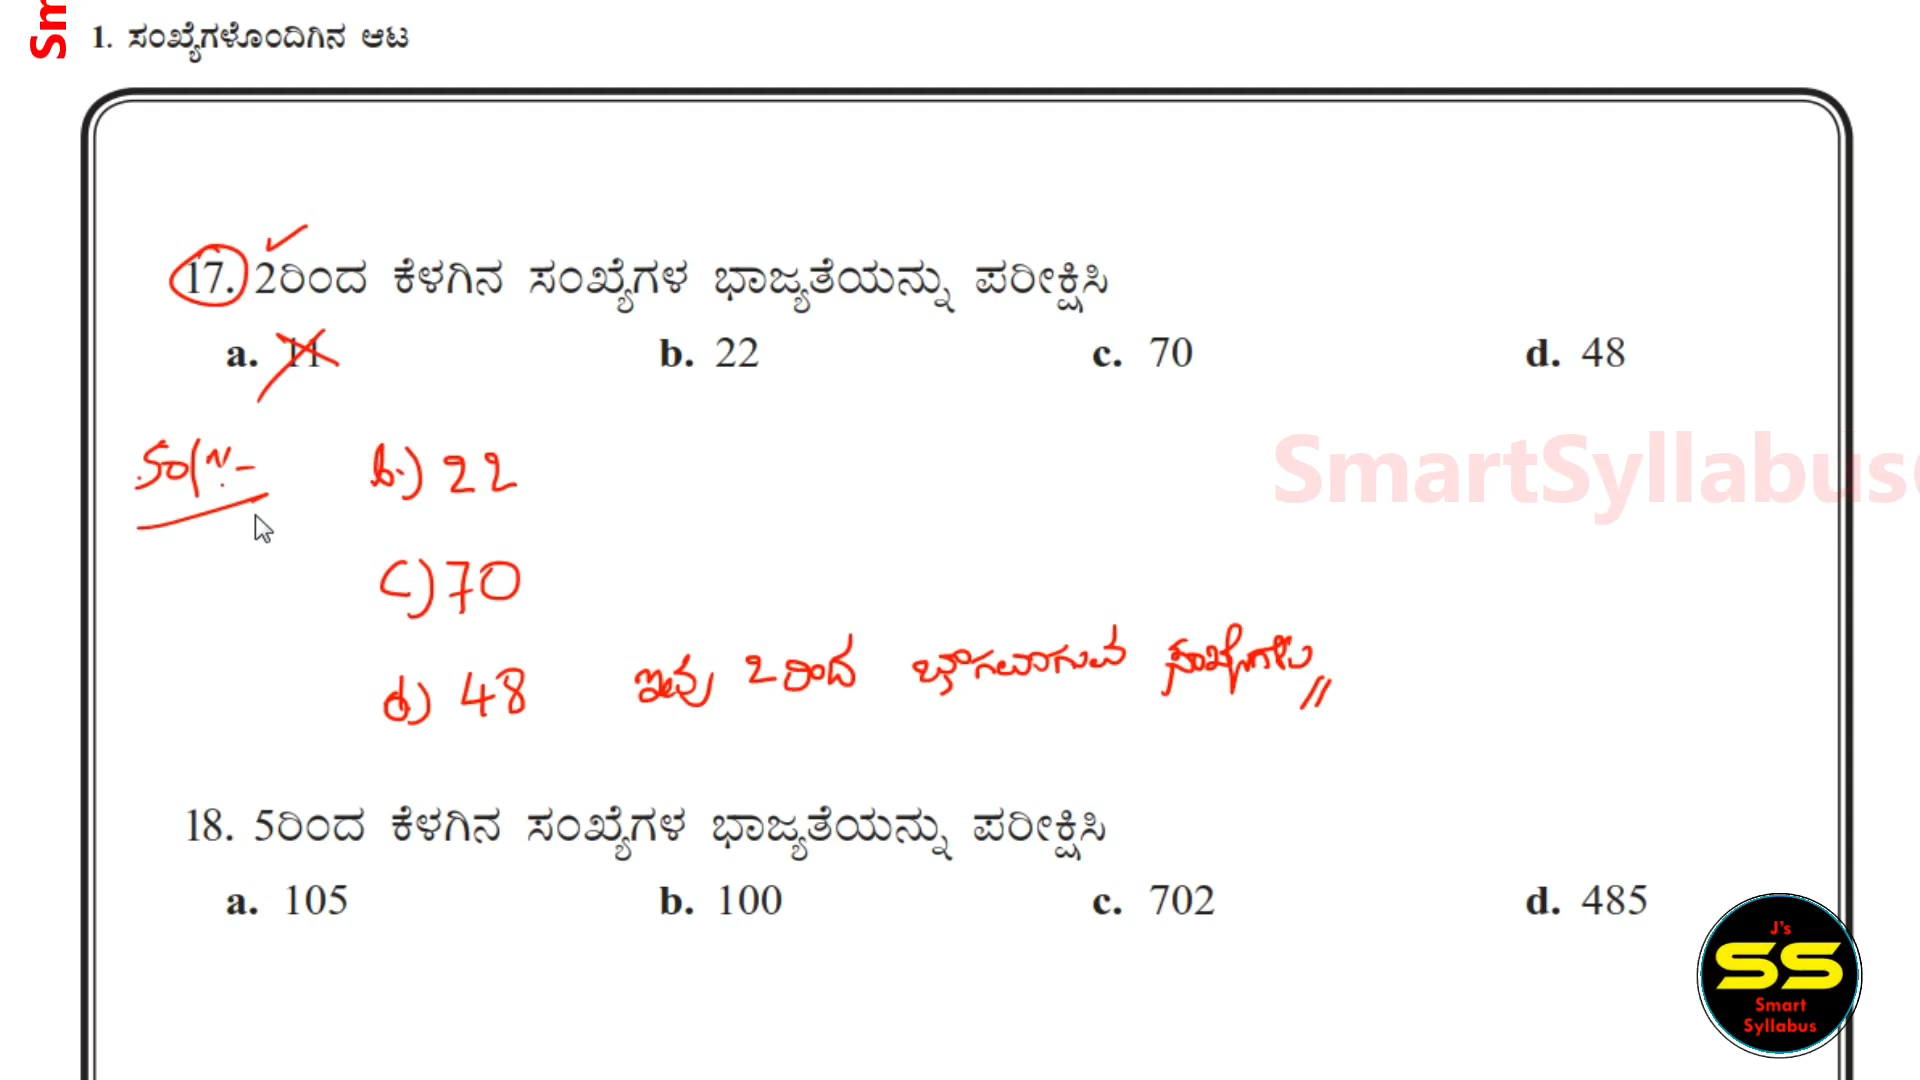 Sm
1. ಸಂಖ್ಯೆಗಳೊಂದಿಗಿನ ಆಟ
17. 2ರಿಂದ ಕೆಳಗಿನ ಸಂಖ್ಯೆಗಳ ಭಾಜ್ಯತೆಯನ್ನು ಪರೀಕ್ಷಿಸಿ
a. 11 b. 22 c. 70 d. 48
Sol^n:- b.) 22
SmartSyllabus
c) 70
d) 48 ಇವು 2ರಿಂದ ಭಾಗವಾಗುವ ಸಂಖ್ಯೆಗಳು //
18. 5ರಿಂದ ಕೆಳಗಿನ ಸಂಖ್ಯೆಗಳ ಭಾಜ್ಯತೆಯನ್ನು ಪರೀಕ್ಷಿಸಿ
a. 105 b. 100 c. 702 d. 485
J's
SS
Smart
Syllabus